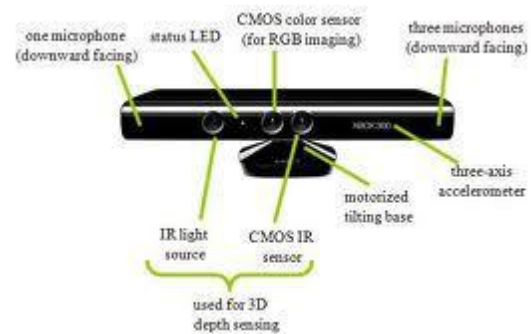 one microphone
(downward facing)
status LED
CMOS color sensor
(for RGB imaging)
three microphones
(downward facing)
XBOX 360
three-axis
accelerometer
motorized
tilting base
IR light
source
CMOS IR
sensor
used for 3D
depth sensing